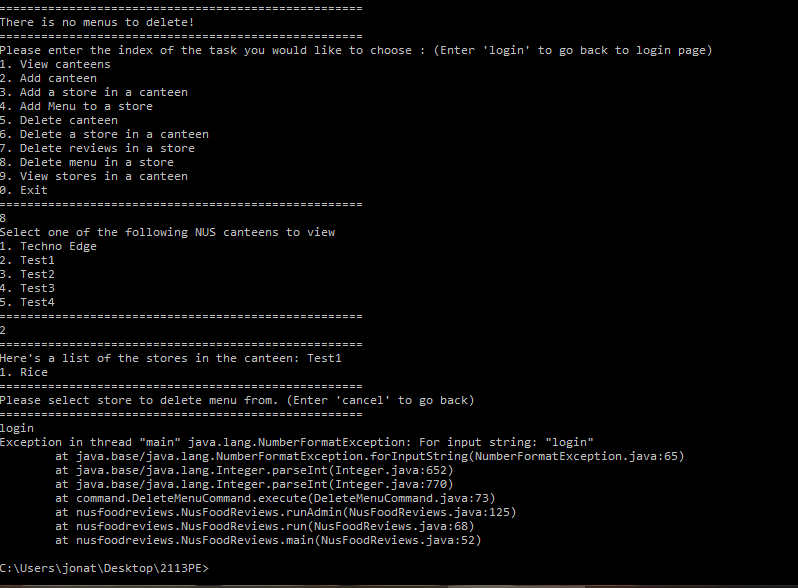 ====================================================
There is no menus to delete!
====================================================
Please enter the index of the task you would like to choose : (Enter 'login' to go back to login page)
1. View canteens
2. Add canteen
3. Add a store in a canteen
4. Add Menu to a store
5. Delete canteen
6. Delete a store in a canteen
7. Delete reviews in a store
8. Delete menu in a store
9. View stores in a canteen
0. Exit
====================================================
8
Select one of the following NUS canteens to view
1. Techno Edge
2. Test1
3. Test2
4. Test3
5. Test4
====================================================
2
====================================================
Here's a list of the stores in the canteen: Test1
1. Rice
====================================================
Please select store to delete menu from. (Enter 'cancel' to go back)
====================================================
login
Exception in thread "main" java.lang.NumberFormatException: For input string: "login"
        at java.base/java.lang.NumberFormatException.forInputString(NumberFormatException.java:65)
        at java.base/java.lang.Integer.parseInt(Integer.java:652)
        at java.base/java.lang.Integer.parseInt(Integer.java:770)
        at command.DeleteMenuCommand.execute(DeleteMenuCommand.java:73)
        at nusfoodreviews.NusFoodReviews.runAdmin(NusFoodReviews.java:125)
        at nusfoodreviews.NusFoodReviews.run(NusFoodReviews.java:68)
        at nusfoodreviews.NusFoodReviews.main(NusFoodReviews.java:52)
C:\Users\jonat\Desktop\2113PE>